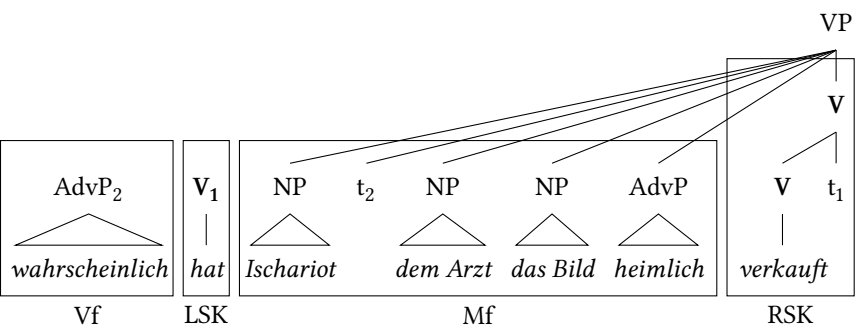 VP
V
AdvP₂ V₁ NP t₂ NP NP AdvP V t₁
wahrscheinlich hat Ischariot dem Arzt das Bild heimlich verkauft
Vf LSK Mf RSK